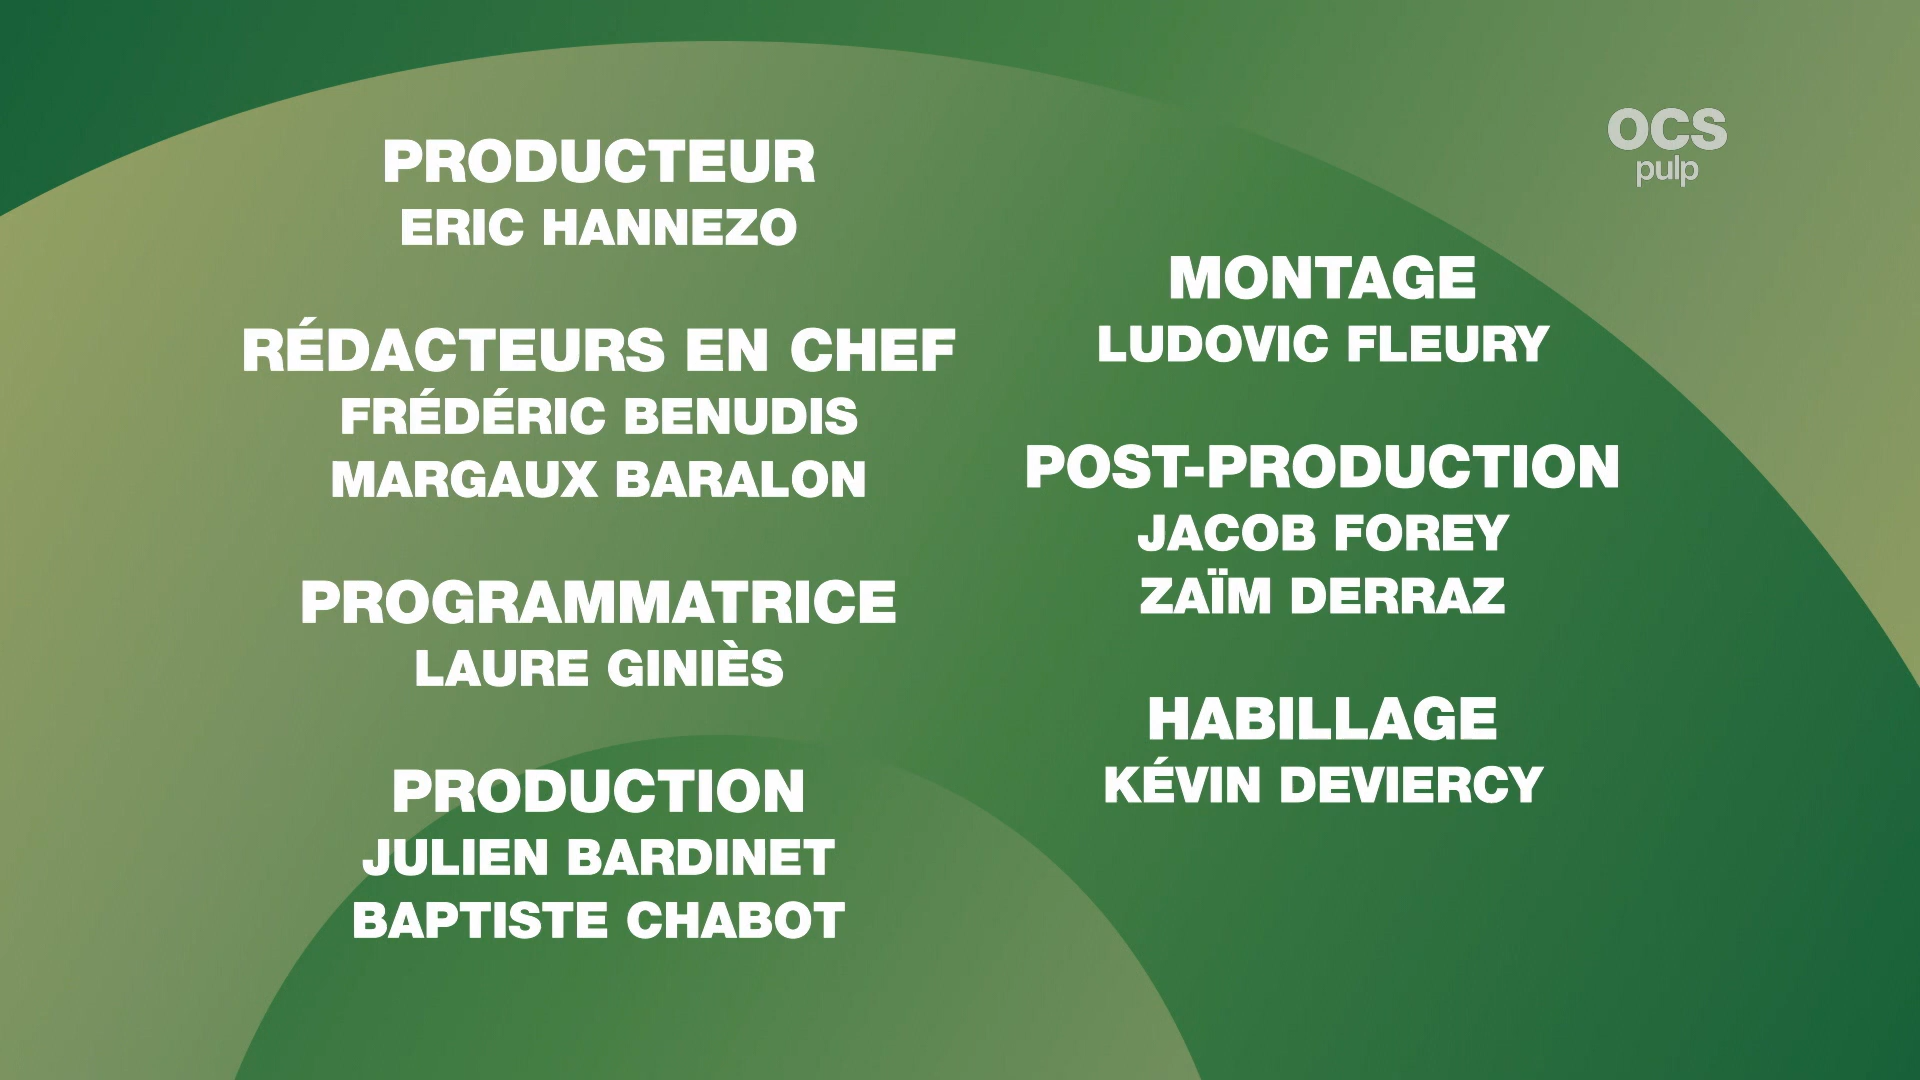 PRODUCTEUR
ERIC HANNEZO
RÉDACTEURS EN CHEF
FRÉDÉRIC BENUDIS
MARGAUX BARALON
PROGRAMMATRICE
LAURE GINIÈS
PRODUCTION
JULIEN BARDINET
BAPTISTE CHABOT
MONTAGE
LUDOVIC FLEURY
POST-PRODUCTION
JACOB FOREY
ZAÏM DERRAZ
HABILLAGE
KÉVIN DEVIERCY
OCS
pulp